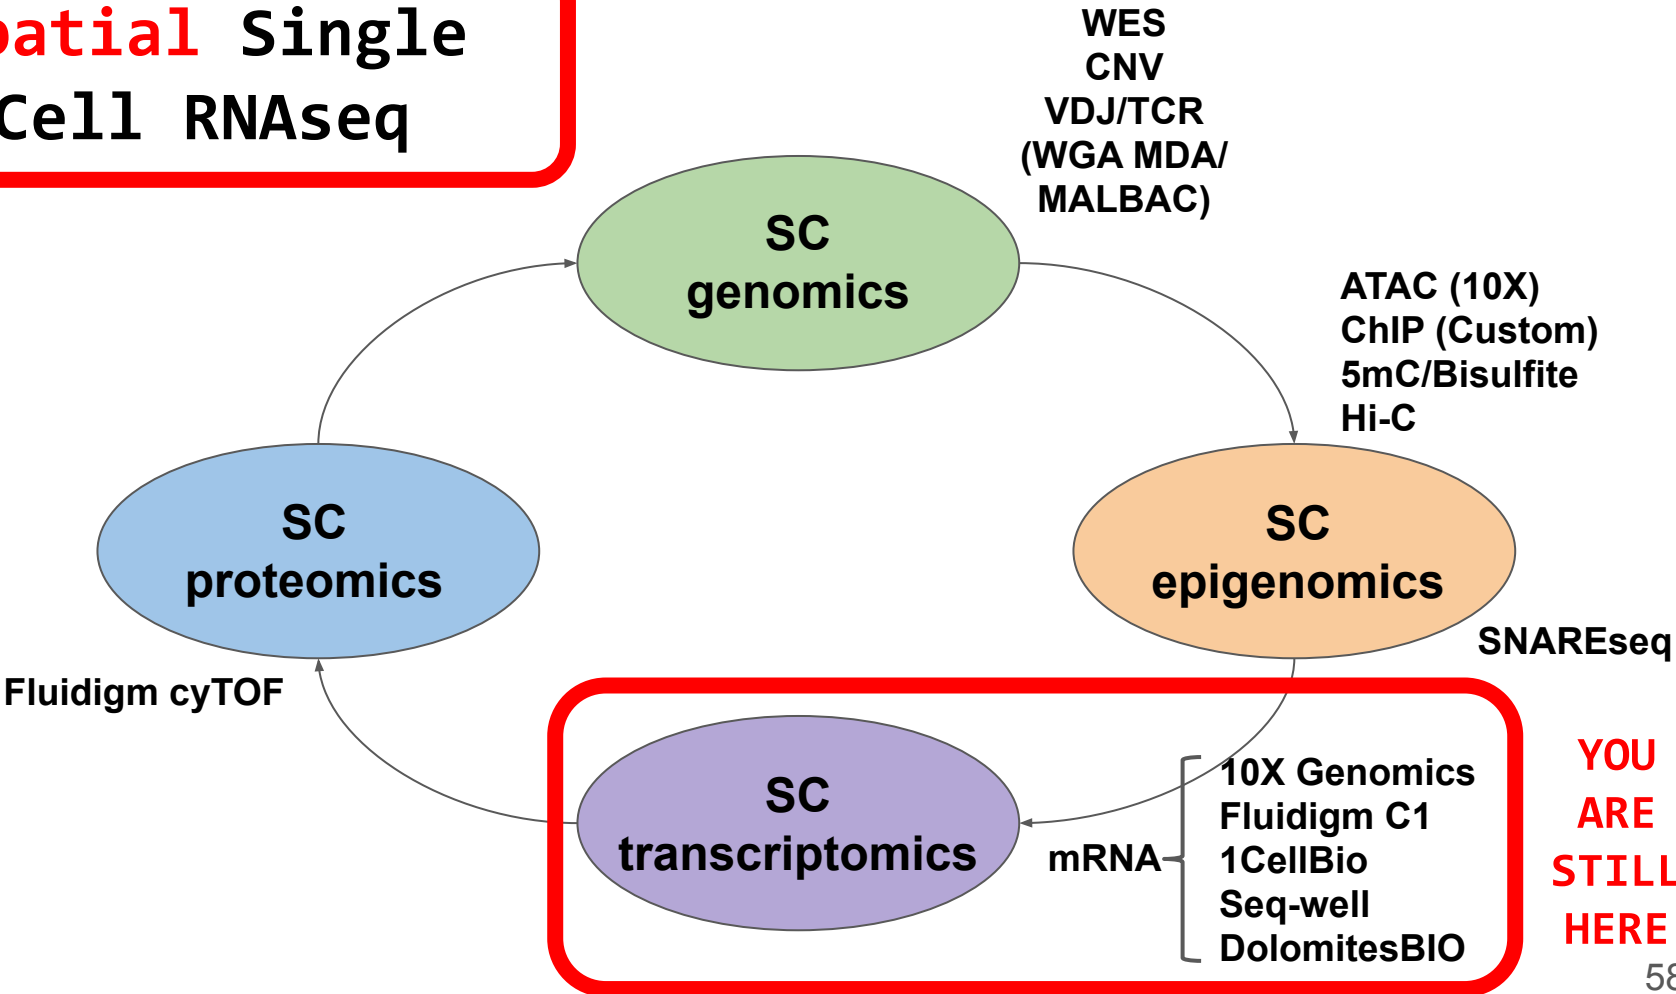 patial Single
Cell RNAseq
WES
CNV
VDJ/TCR
(WGA MDA/
MALBAC)
SC
genomics
ATAC (10X)
ChIP (Custom)
5mC/Bisulfite
Hi-C
SC
proteomics
SC
epigenomics
SNAREseq
Fluidigm cyTOF
SC
transcriptomics
mRNA
10X Genomics
Fluidigm C1
1CellBio
Seq-well
DolomitesBIO
YOU
ARE
STILL
HERE
58